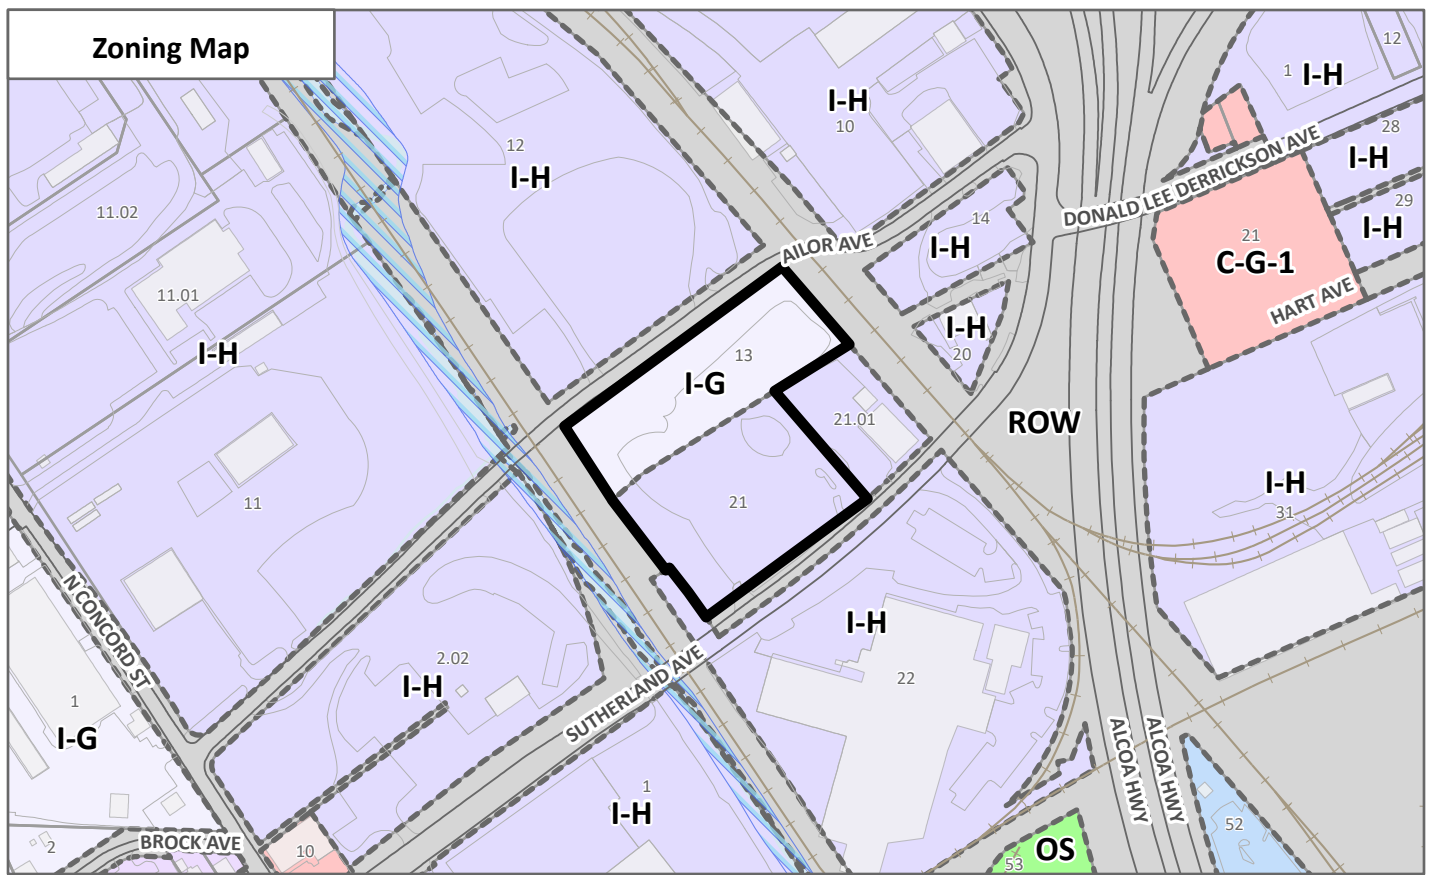 Zoning Map
12
1
I-H
I-H
10
28
I-H
DONALD LEE DERRICKSON AVE
12
I-H
29
I-H
11.02
14
I-H
21
C-G-1
AILOR AVE
HART AVE
11.01
I-H
I-H
20
13
I-G
21.01
ROW
11
21
I-H
31
N CONCORD ST
I-H
2.02
I-H
22
SUTHERLAND AVE
1
I-G
ALCOA HWY
ALCOA HWY
1
I-H
52
BROCK AVE
2
10
OS
53